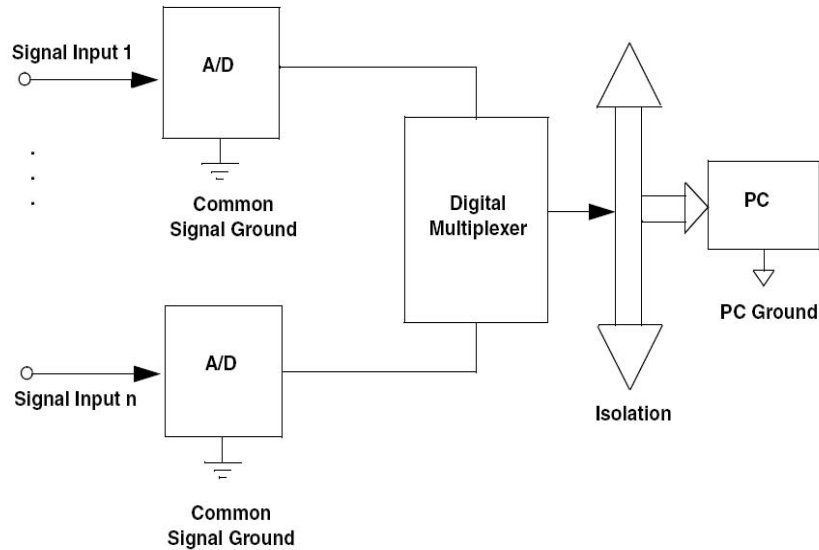 Signal Input 1
A/D
Common
Signal Ground
Digital
Multiplexer
PC
PC Ground
Isolation
A/D
Signal Input n
Common
Signal Ground